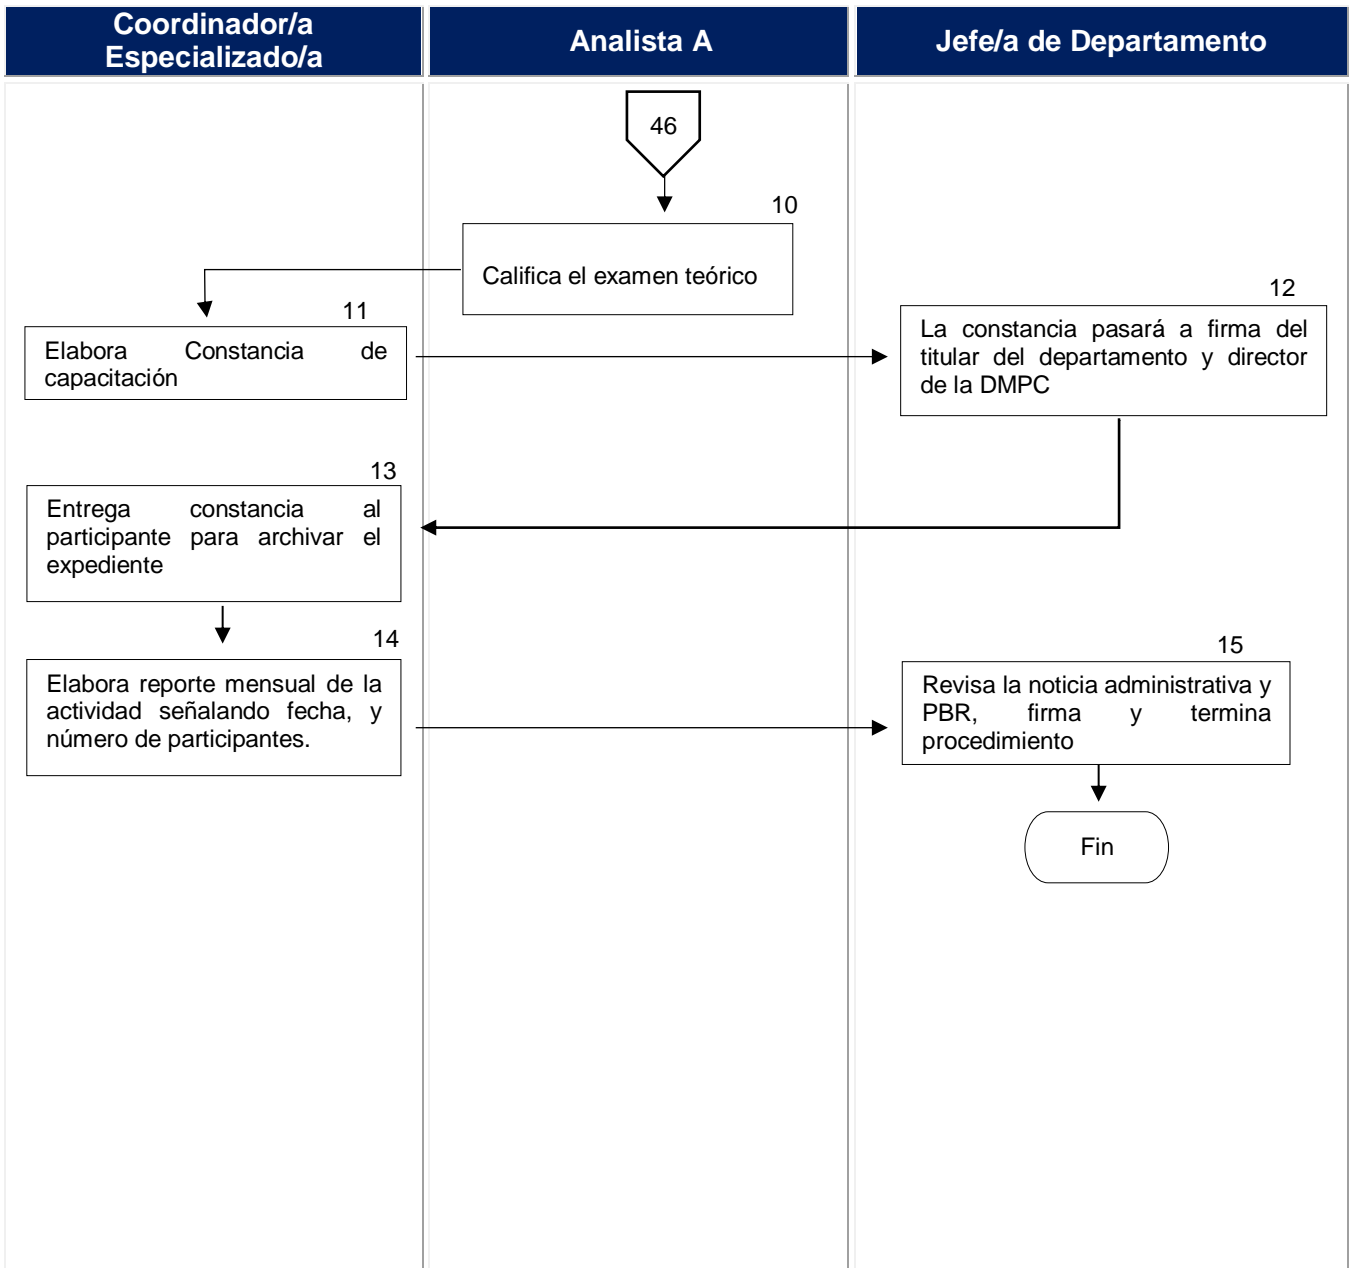 Coordinador/a
Especializado/a
Analista A
Jefe/a de Departamento
46
10
Califica el examen teórico
11
Elabora Constancia de
capacitación
12
La constancia pasará a firma del
titular del departamento y director
de la DMPC
13
Entrega constancia al
participante para archivar el
expediente
14
Elabora reporte mensual de la
actividad señalando fecha, y
número de participantes.
15
Revisa la noticia administrativa y
PBR, firma y termina
procedimiento
Fin